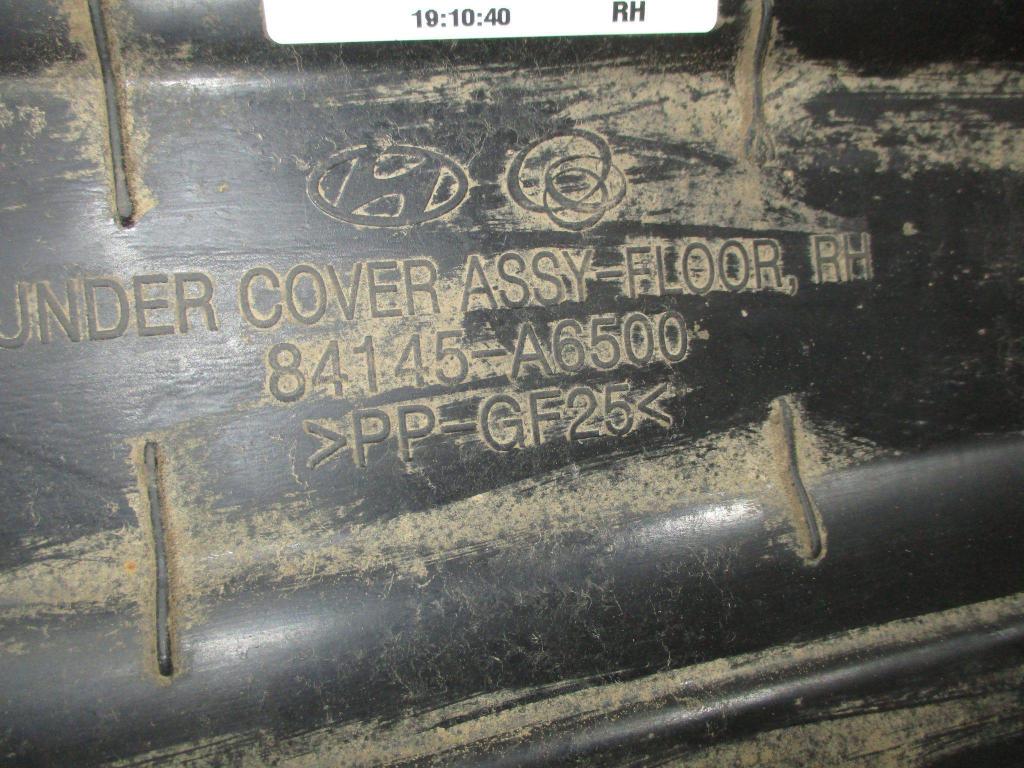 19:10:40 RH
UNDER COVER ASSY-FLOOR, RH
84145-A6500
>PP-GF25<